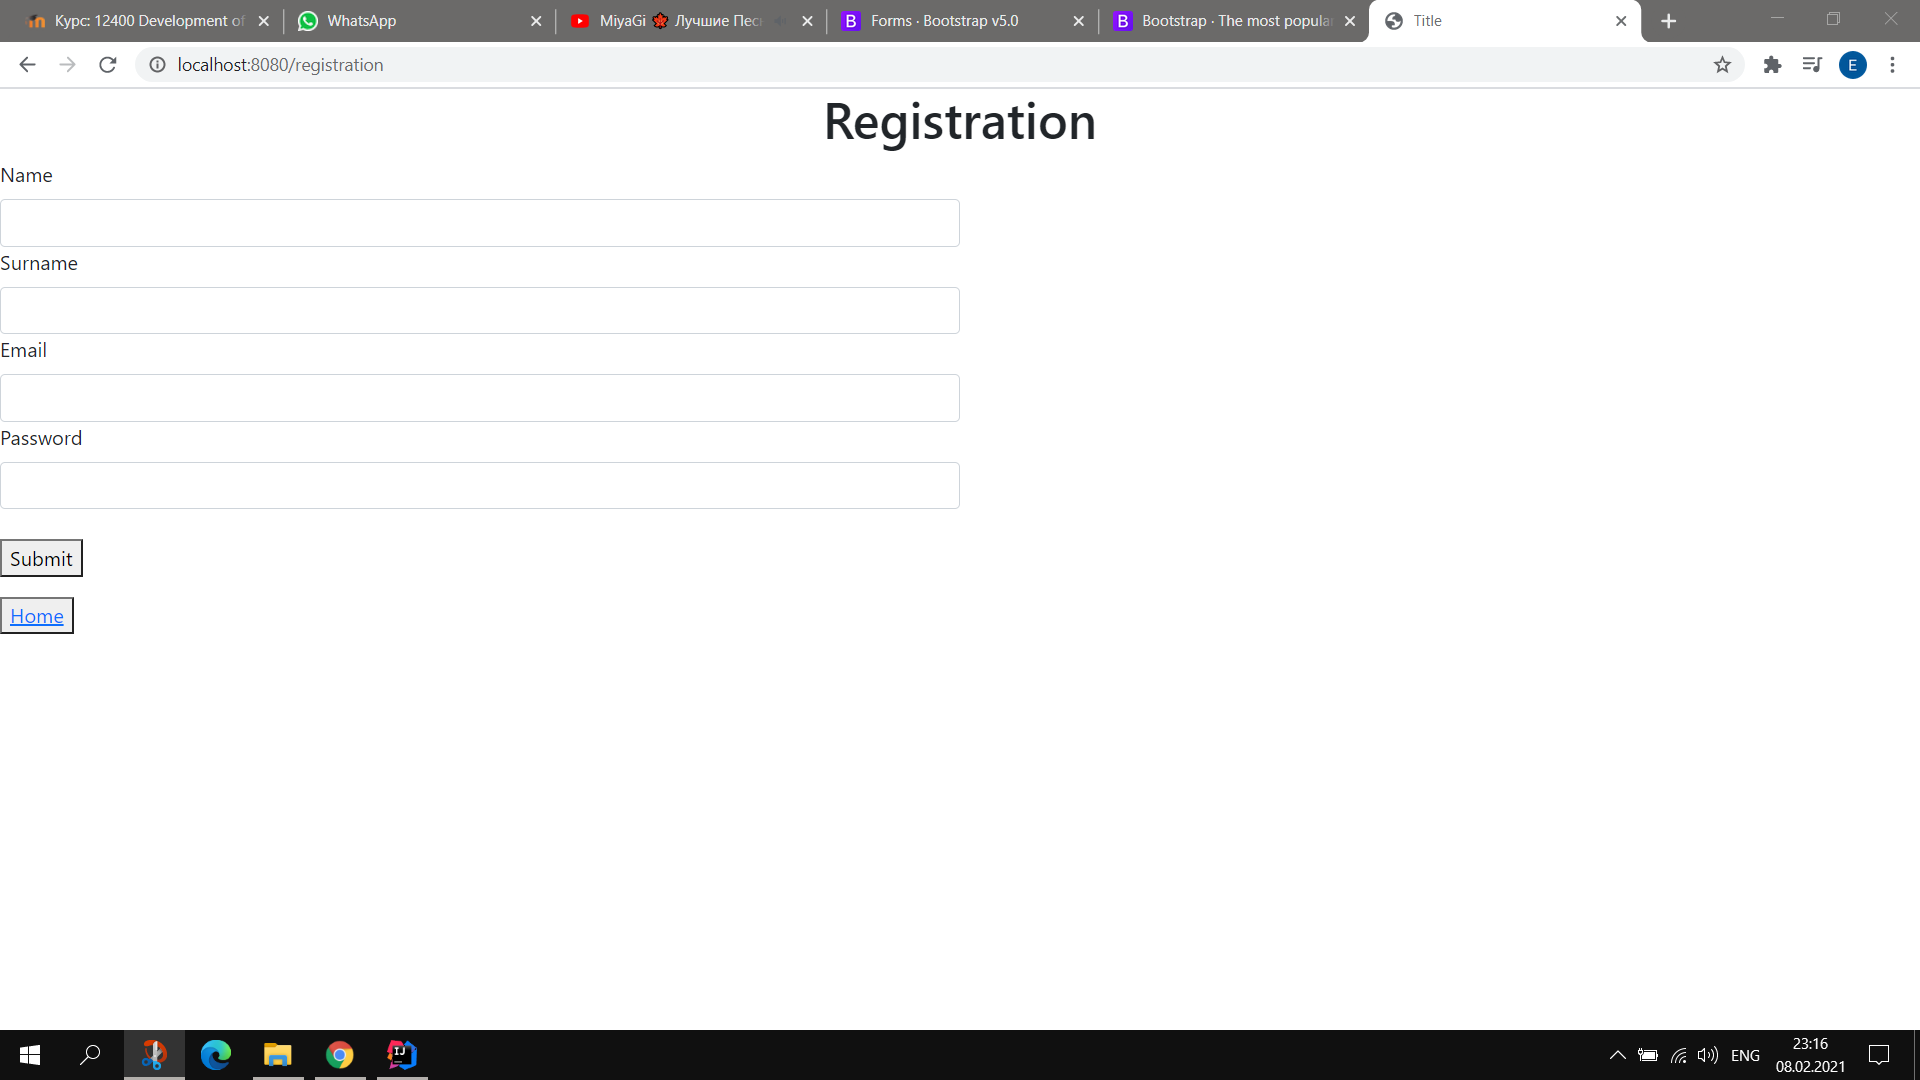 Курс: 12400 Development of
WhatsApp
MiyaGi Лучшие Пес
Forms · Bootstrap v5.0
Bootstrap · The most popula
Title
localhost:8080/registration
E
Registration
Name
Surname
Email
Password
Submit
Home
ENG
23:16
08.02.2021